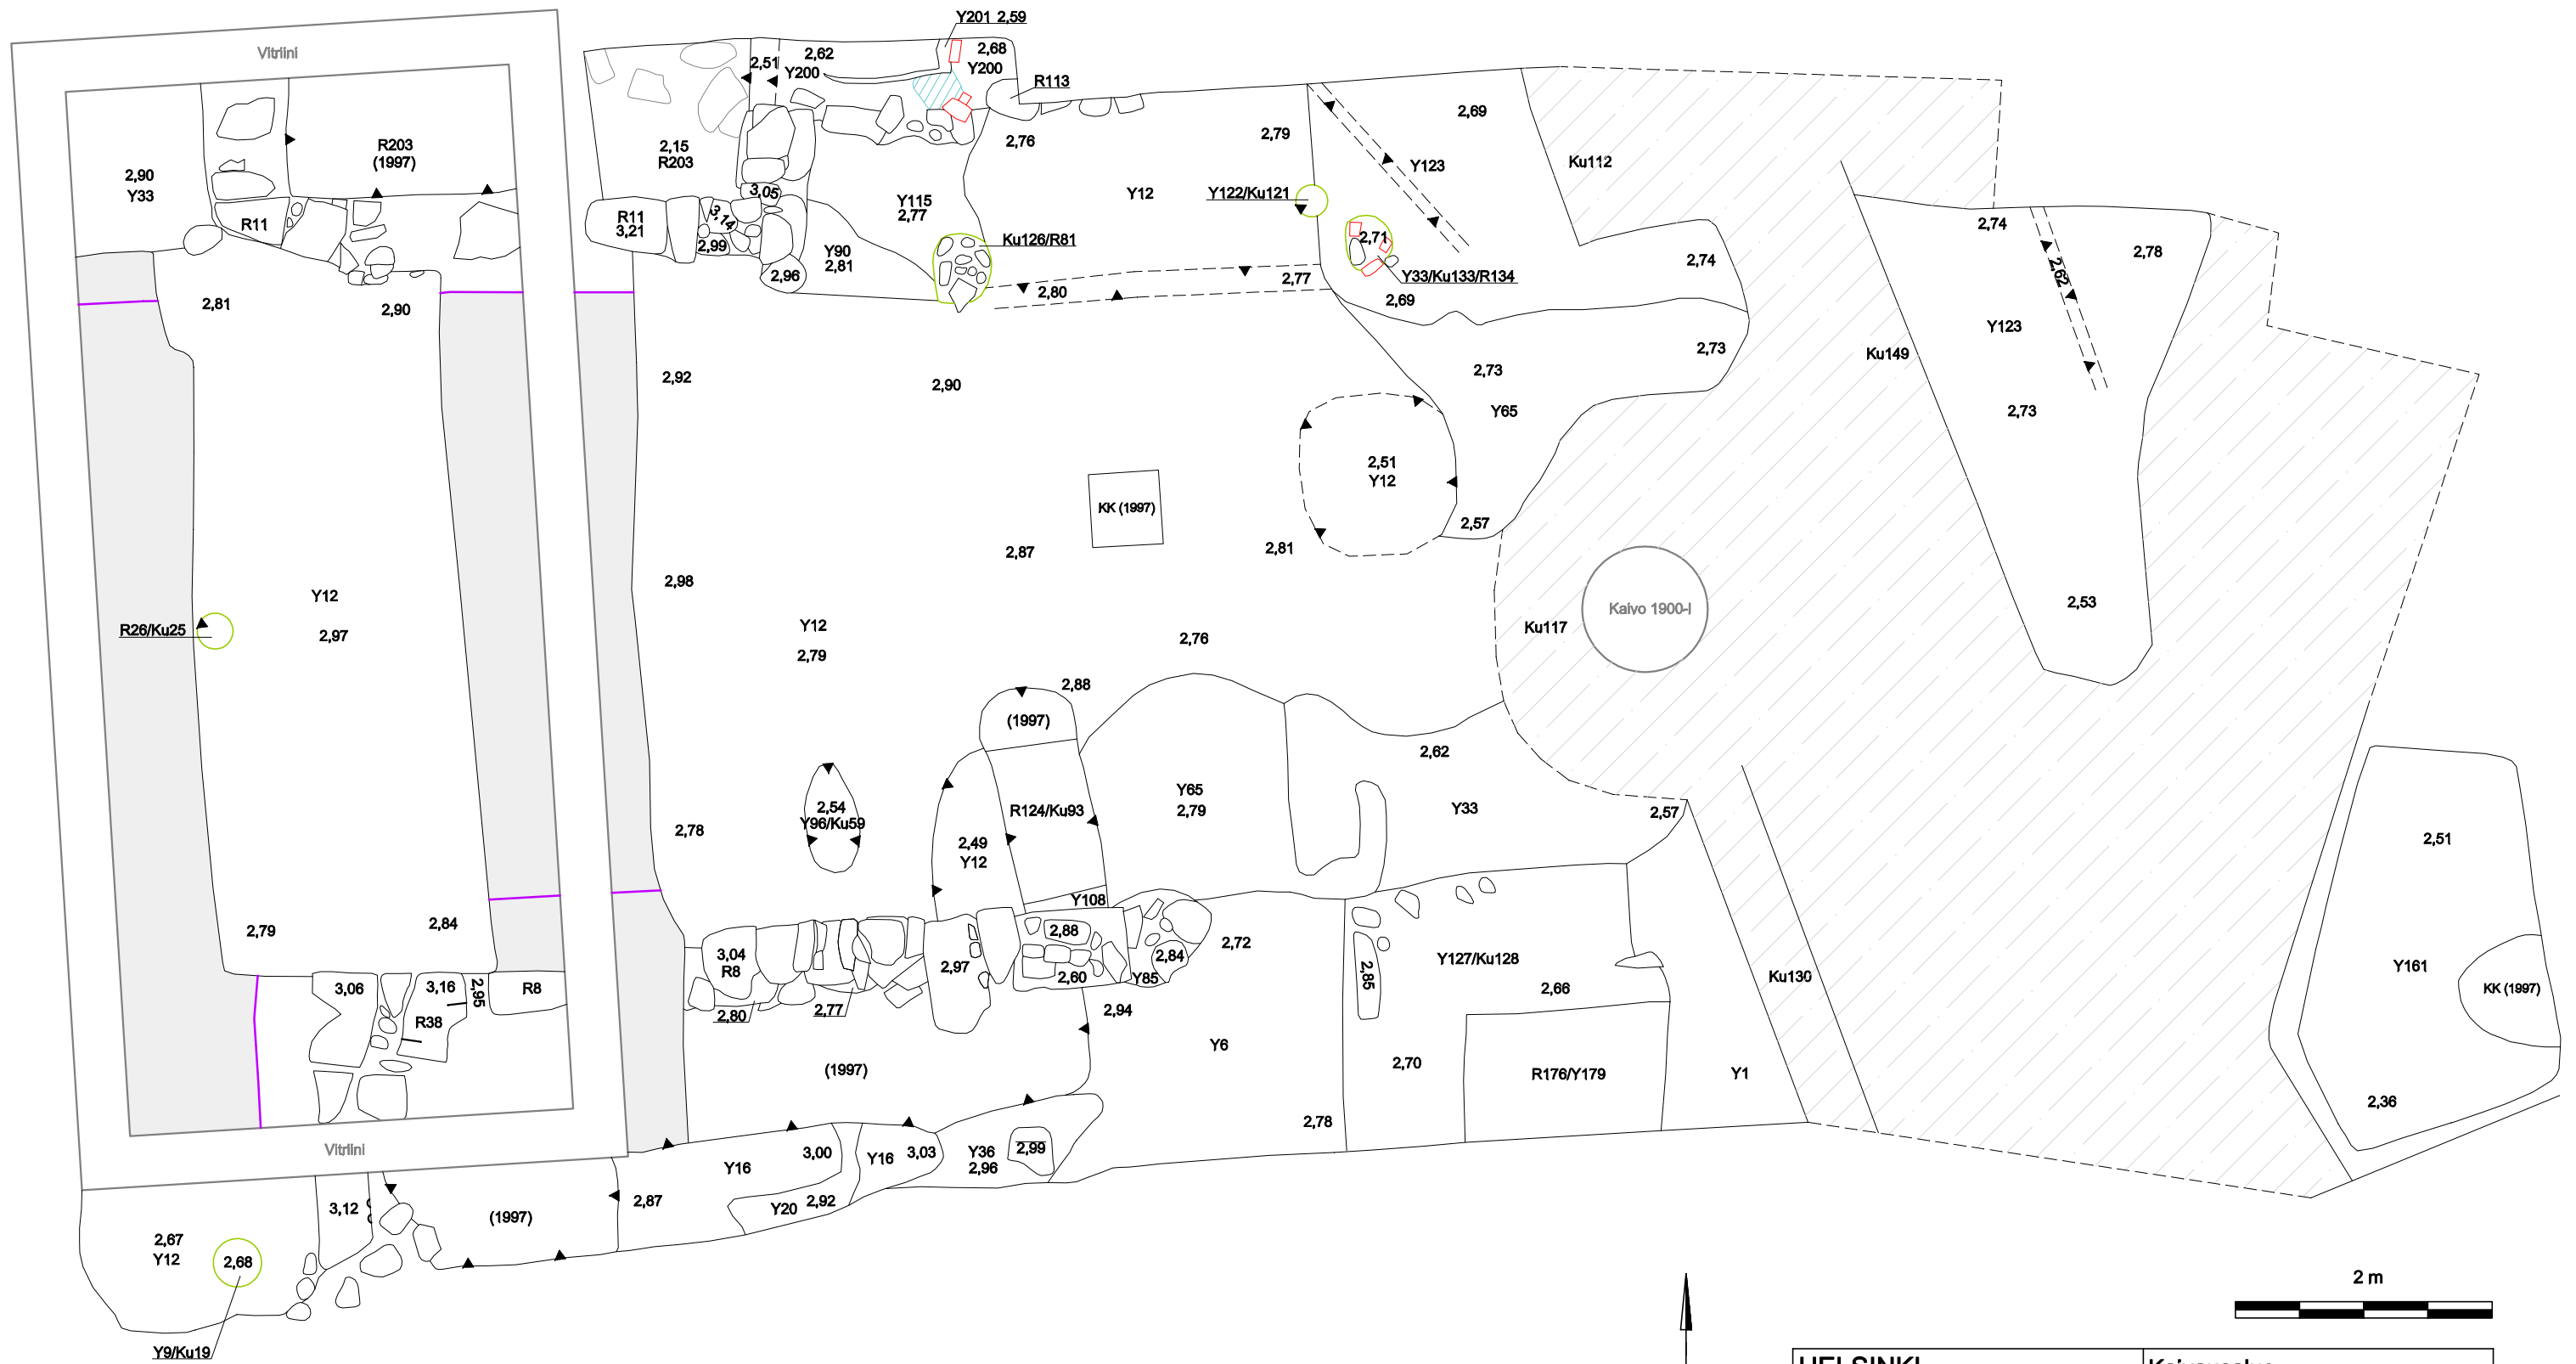 Vitriini
R203
(1997)
2,90
Y33
R11
2,81
2,90
R26/Ku25
Y12
2,97
2,79
2,84
3,06
3,16
2,95
R8
R38
Vitriini
3,12
2,67
Y12
2,68
Y9/Ku19
(1997)
Y201 2,59
2,51
2,62
Y200
2,68
Y200
R113
2,15
R203
3,05
R11
3,21
3,14
2,99
2,96
Y115
2,77
Y90
2,81
Ku126/R81
2,76
2,79
Y12
Y122/Ku121
2,80
2,77
2,69
Y123
Ku112
2,71
Y33/Ku133/R134
2,69
2,74
2,74
2,78
2,62
Y123
2,73
2,53
Ku149
2,92
2,90
2,73
2,73
Y65
2,51
Y12
2,57
KK (1997)
2,87
2,81
2,98
Y12
2,79
2,76
Ku117
Kaivo 1900-l
2,88
(1997)
2,54
Y96/Ku59
2,78
2,49
Y12
R124/Ku93
Y108
Y65
2,79
2,62
Y33
2,57
3,04
R8
2,80
2,77
2,97
2,88
2,60
Y85
2,84
2,72
2,94
Y6
2,78
2,85
Y127/Ku128
2,66
2,70
R176/Y179
Y1
Ku130
2,51
Y161
KK (1997)
2,36
(1997)
Y16
3,00
Y16
3,03
Y36
2,96
2,99
2,87
Y20
2,92
2 m
HELSINKI